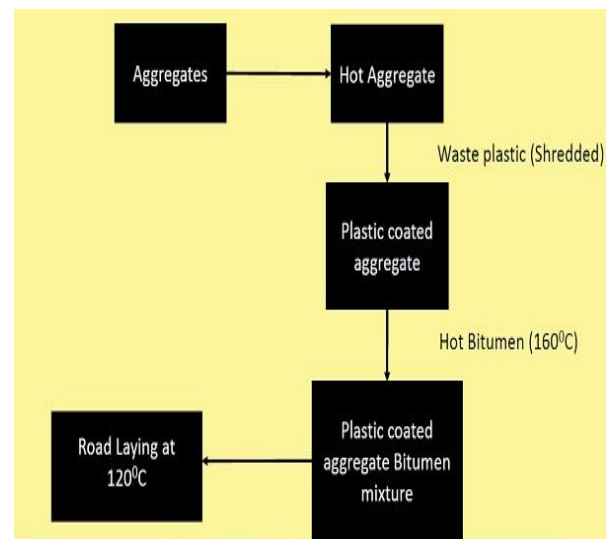 Aggregates
Hot Aggregate
Waste plastic (Shredded)
Plastic coated
aggregate
Hot Bitumen (160⁰C)
Plastic coated
aggregate Bitumen
mixture
Road Laying at
120⁰C